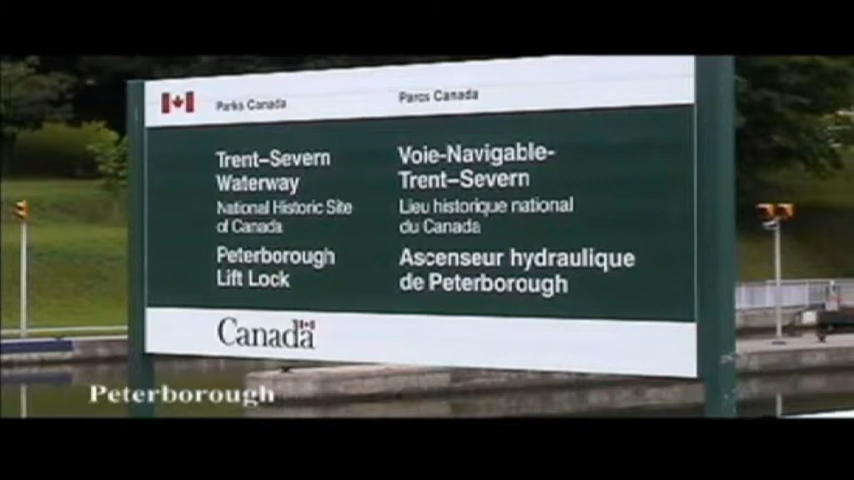 Parks Canada
Parcs Canada
Trent–Severn
Waterway
National Historic Site
of Canada
Peterborough
Lift Lock
Voie-Navigable-
Trent–Severn
Lieu historique national
du Canada
Ascenseur hydraulique
de Peterborough
Canada
Peterborough